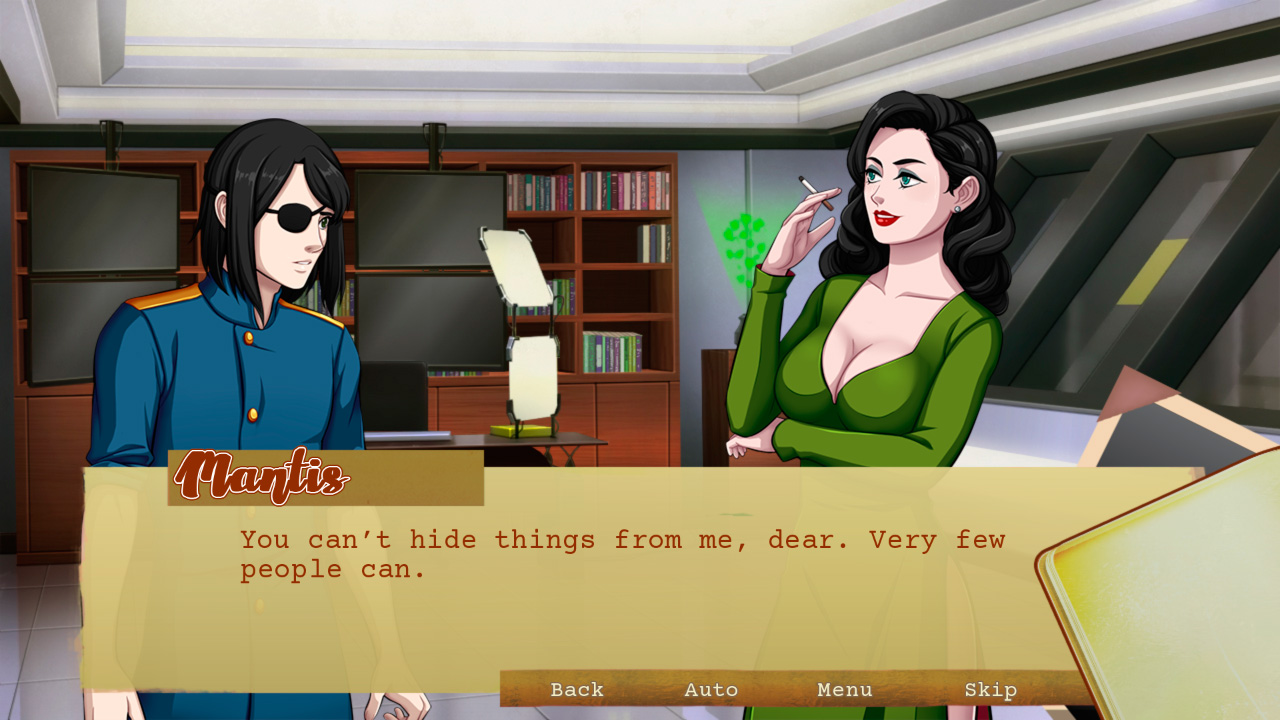 Mantis
You can’t hide things from me, dear. Very few
people can.
Back Auto Menu Skip